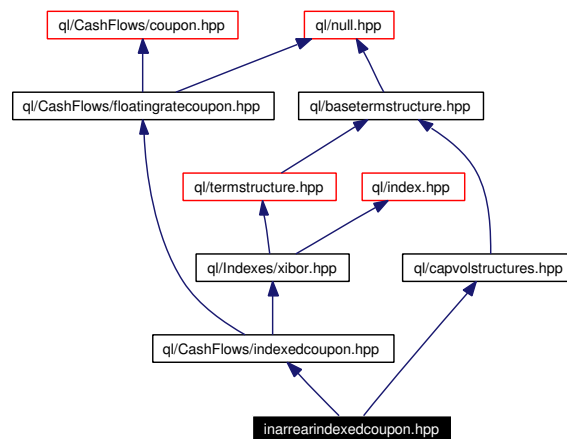 ql/CashFlows/coupon.hpp
ql/null.hpp
ql/CashFlows/floatingratecoupon.hpp
ql/basetermstructure.hpp
ql/termstructure.hpp
ql/index.hpp
ql/Indexes/xibor.hpp
ql/capvolstructures.hpp
ql/CashFlows/indexedcoupon.hpp
inarrearindexedcoupon.hpp